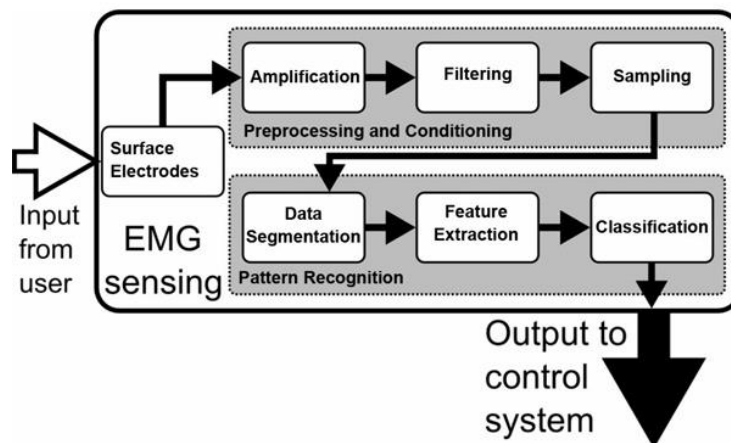 Amplification
Filtering
Sampling
Preprocessing and Conditioning
Surface
Electrodes
Input
from
user
EMG
sensing
Data
Segmentation
Feature
Extraction
Classification
Pattern Recognition
Output to
control
system